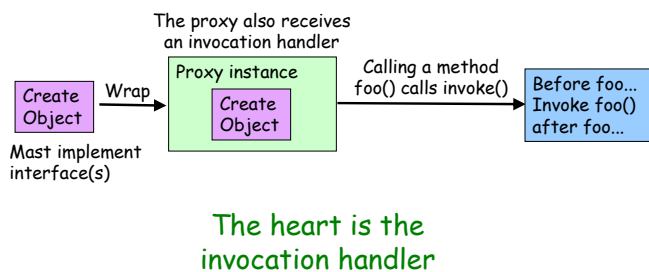 The proxy also receives
an invocation handler
Create
Object
Wrap
Proxy instance
Create
Object
Calling a method
foo() calls invoke()
Before foo...
Invoke foo()
after foo...
Mast implement
interface(s)
The heart is the
invocation handler